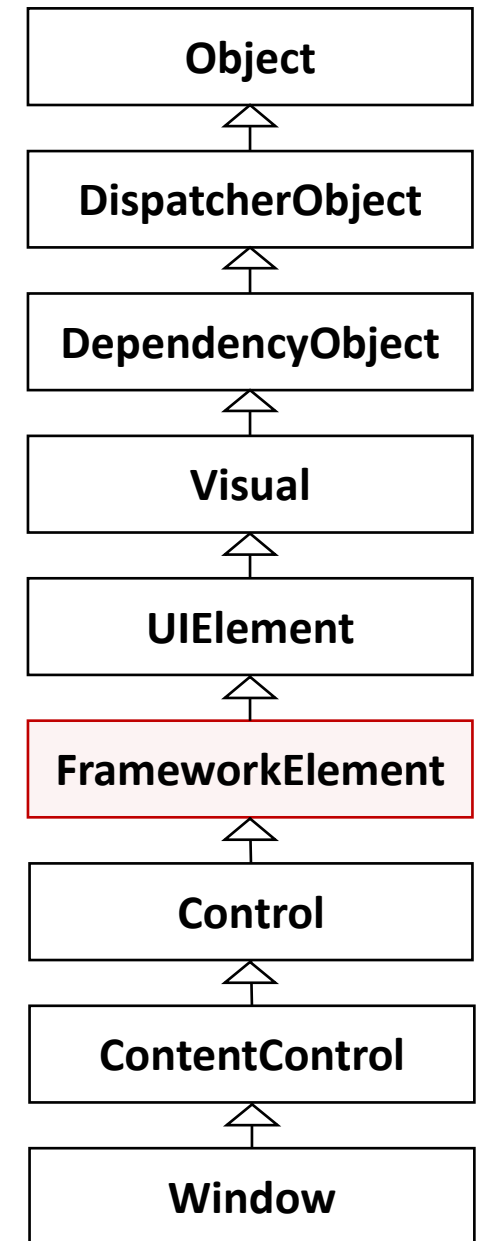 Object
DispatcherObject
DependencyObject
Visual
UIElement
FrameworkElement
Control
ContentControl
Window